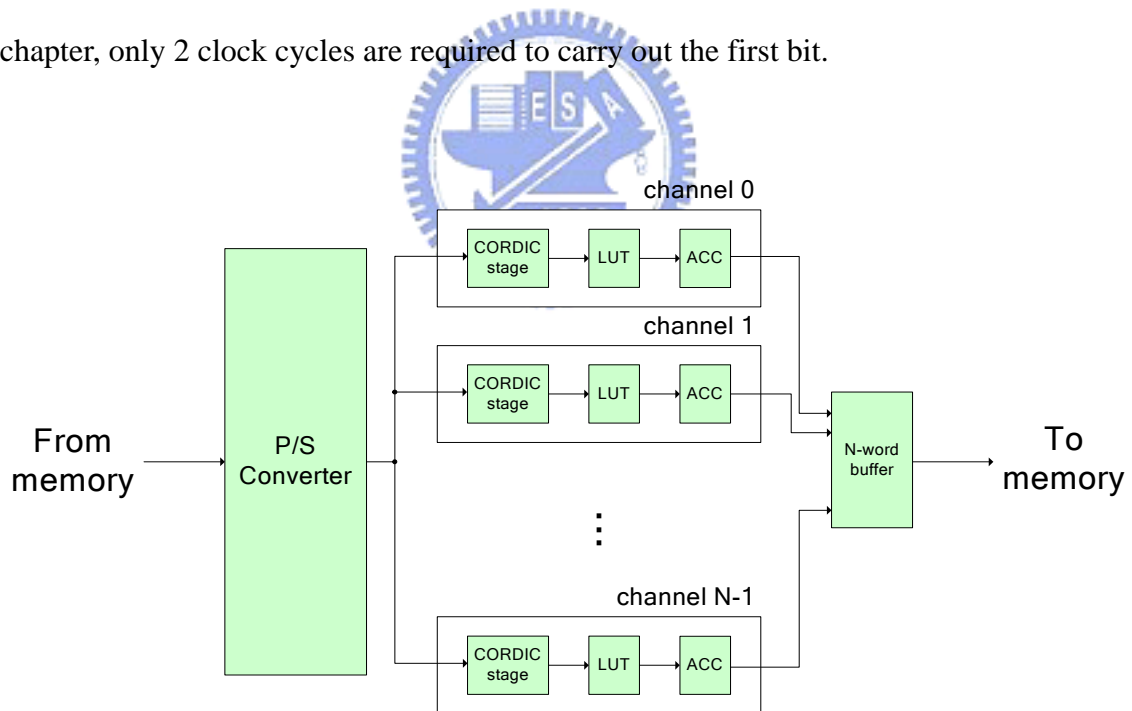 chapter, only 2 clock cycles are required to carry out the first bit.
E S A
channel 0
CORDIC
stage
LUT
ACC
channel 1
CORDIC
stage
LUT
ACC
From
memory
P/S
Converter
N-word
buffer
To
memory
⋮
channel N-1
CORDIC
stage
LUT
ACC